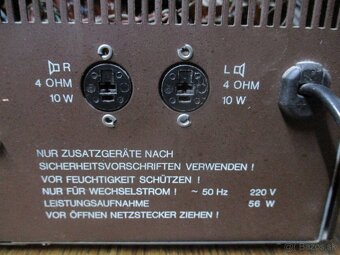 R
4 OHM
10 W
L
4 OHM
10 W
NUR ZUSATZGERÄTE NACH
SICHERHEITSVORSCHRIFTEN VERWENDEN !
VOR FEUCHTIGKEIT SCHÜTZEN !
NUR FÜR WECHSELSTROM ! ~ 50 Hz 220 V
LEISTUNGSAUFNAHME 56 W
VOR ÖFFNEN NETZSTECKER ZIEHEN !